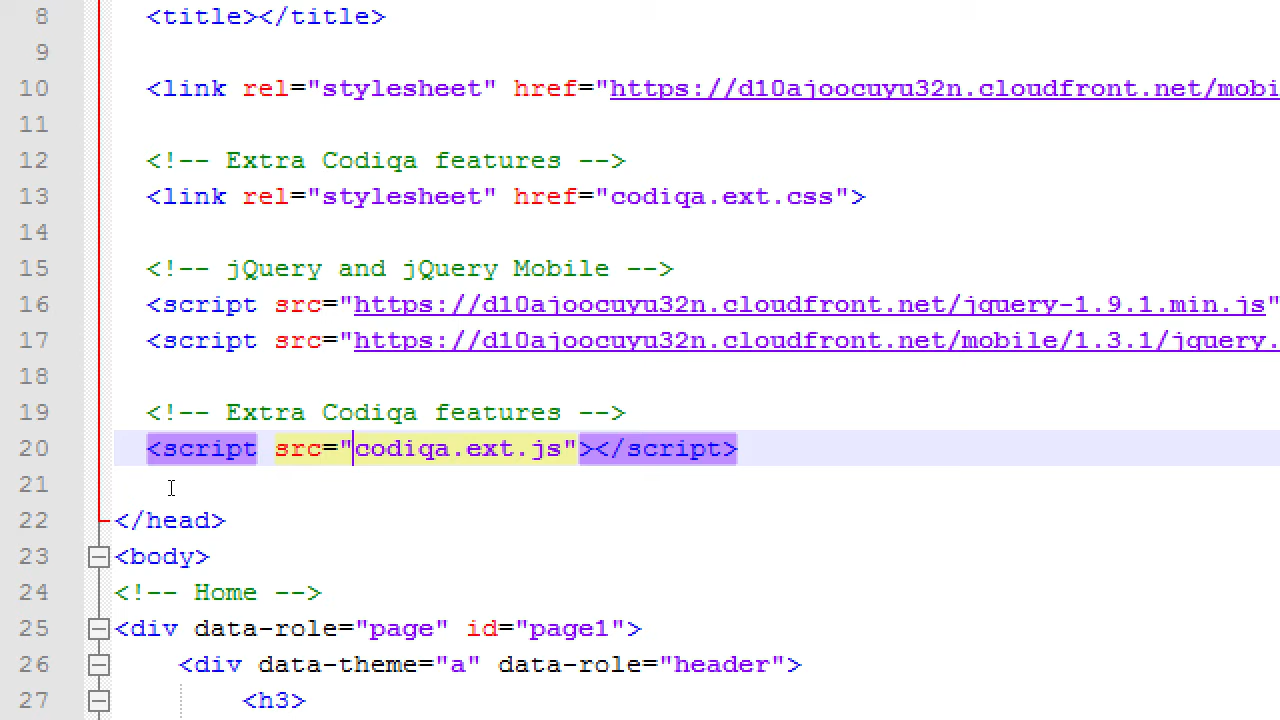 8 <title></title>
9
10 <link rel="stylesheet" href="https://d10ajoocuyu32n.cloudfront.net/mobi
11
12 <!-- Extra Codiqa features -->
13 <link rel="stylesheet" href="codiqa.ext.css">
14
15 <!-- jQuery and jQuery Mobile -->
16 <script src="https://d10ajoocuyu32n.cloudfront.net/jquery-1.9.1.min.js"
17 <script src="https://d10ajoocuyu32n.cloudfront.net/mobile/1.3.1/jquery.
18
19 <!-- Extra Codiqa features -->
20 <script src="codiqa.ext.js"></script>
21
22 </head>
23 <body>
24 <!-- Home -->
25 <div data-role="page" id="page1">
26 <div data-theme="a" data-role="header">
27 <h3>